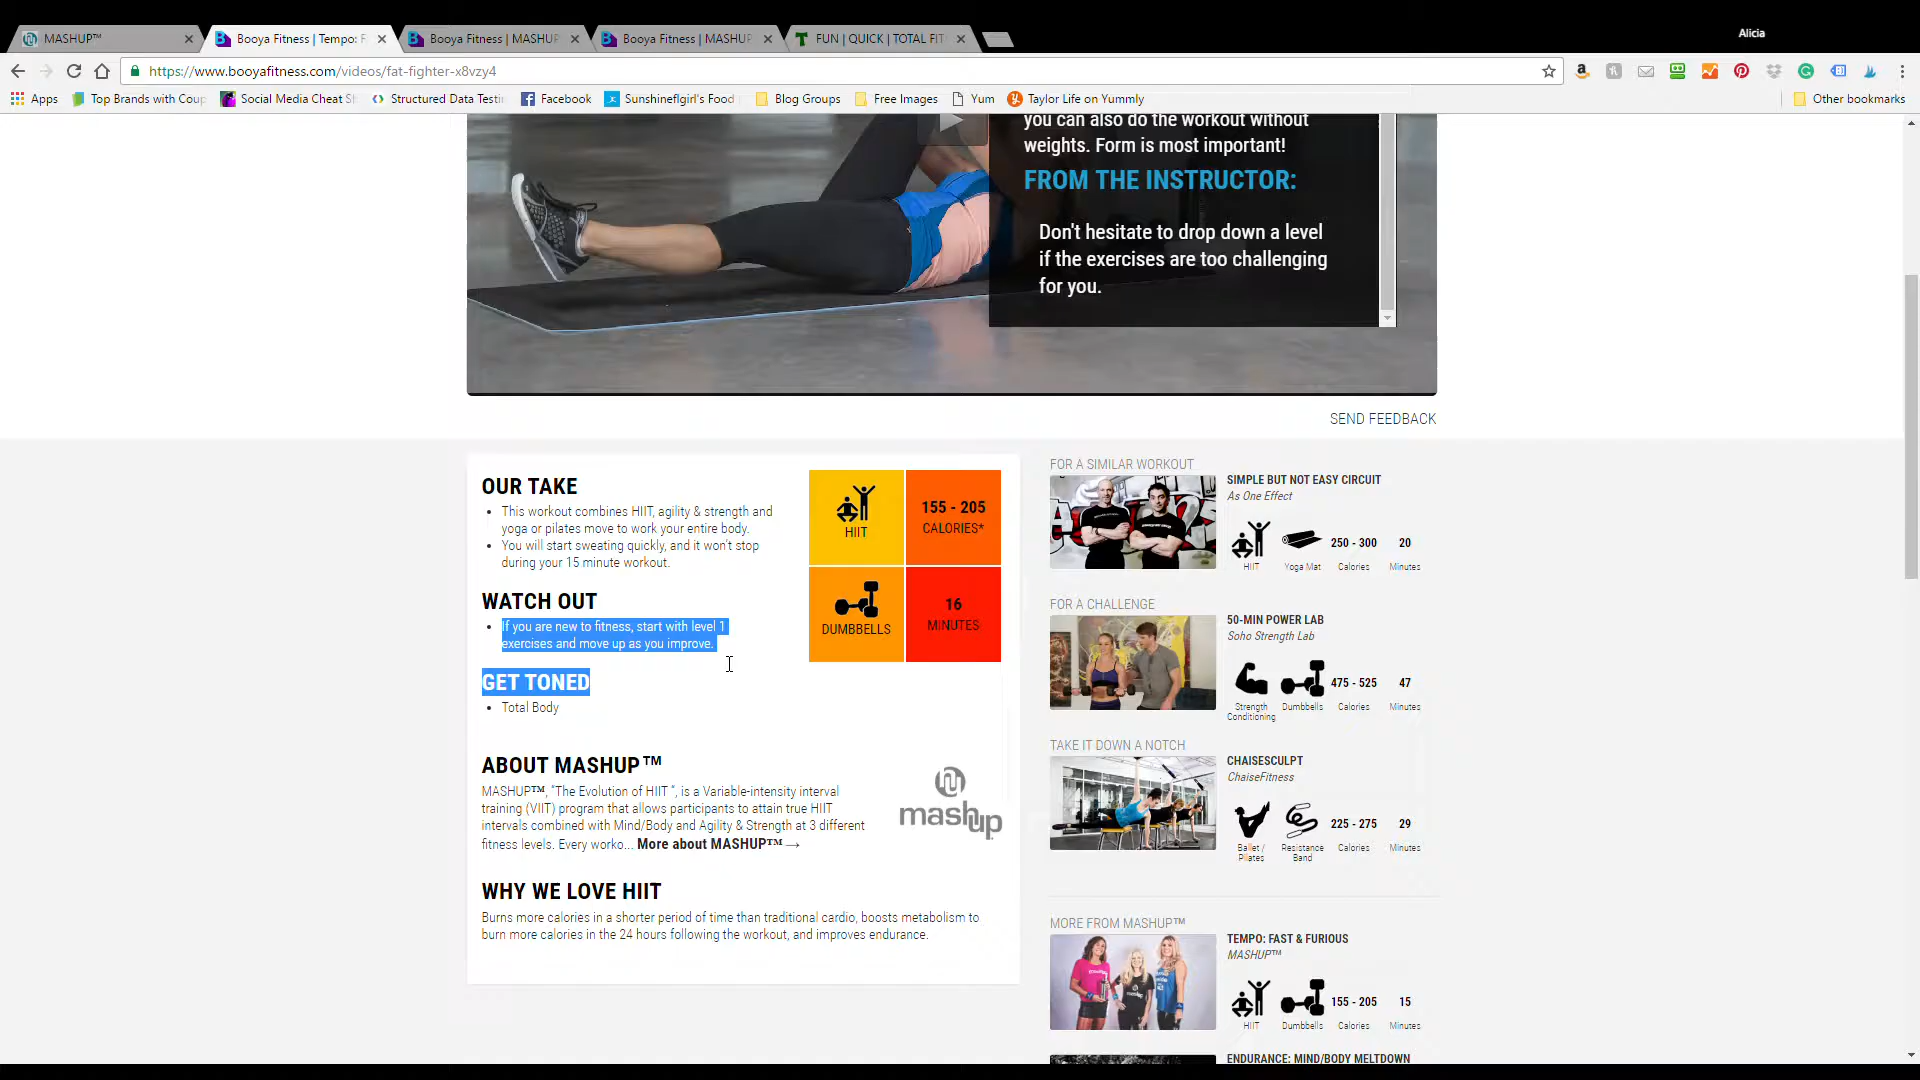 Alicia
MASHUP™
Booya Fitness | Tempo: F
Booya Fitness | MASHUP
Booya Fitness | MASHUP
FUN | QUICK | TOTAL FIT
https://www.booyafitness.com/videos/fat-fighter-x8vzy4
Apps
Top Brands with Coup
Social Media Cheat Sh
Structured Data Testi
Facebook
Sunshineflgirl's Food
Blog Groups
Free Images
Yum
Taylor Life on Yummly
Other bookmarks
you can also do the workout without
weights. Form is most important!
FROM THE INSTRUCTOR:
Don't hesitate to drop down a level
if the exercises are too challenging
for you.
SEND FEEDBACK
OUR TAKE
This workout combines HIIT, agility & strength and
yoga or pilates move to work your entire body.
You will start sweating quickly, and it won't stop
during your 15 minute workout.
HIIT
155 - 205
CALORIES*
DUMBBELLS
16
MINUTES
WATCH OUT
If you are new to fitness, start with level 1
exercises and move up as you improve.
GET TONED
Total Body
ABOUT MASHUP™
MASHUP™, "The Evolution of HIIT ", is a Variable-intensity interval
training (VIIT) program that allows participants to attain true HIIT
intervals combined with Mind/Body and Agility & Strength at 3 different
fitness levels. Every worko... More about MASHUP™ →
mashup
WHY WE LOVE HIIT
Burns more calories in a shorter period of time than traditional cardio, boosts metabolism to
burn more calories in the 24 hours following the workout, and improves endurance.
FOR A SIMILAR WORKOUT
SIMPLE BUT NOT EASY CIRCUIT
As One Effect
HIIT
Yoga Mat
250 - 300
Calories
20
Minutes
FOR A CHALLENGE
50-MIN POWER LAB
Soho Strength Lab
Strength
Conditioning
Dumbbells
475 - 525
Calories
47
Minutes
TAKE IT DOWN A NOTCH
CHAISESCULPT
ChaiseFitness
Ballet /
Pilates
Resistance
Band
225 - 275
Calories
29
Minutes
MORE FROM MASHUP™
TEMPO: FAST & FURIOUS
MASHUP™
HIIT
Dumbbells
155 - 205
Calories
15
Minutes
ENDURANCE: MIND/BODY MELTDOWN